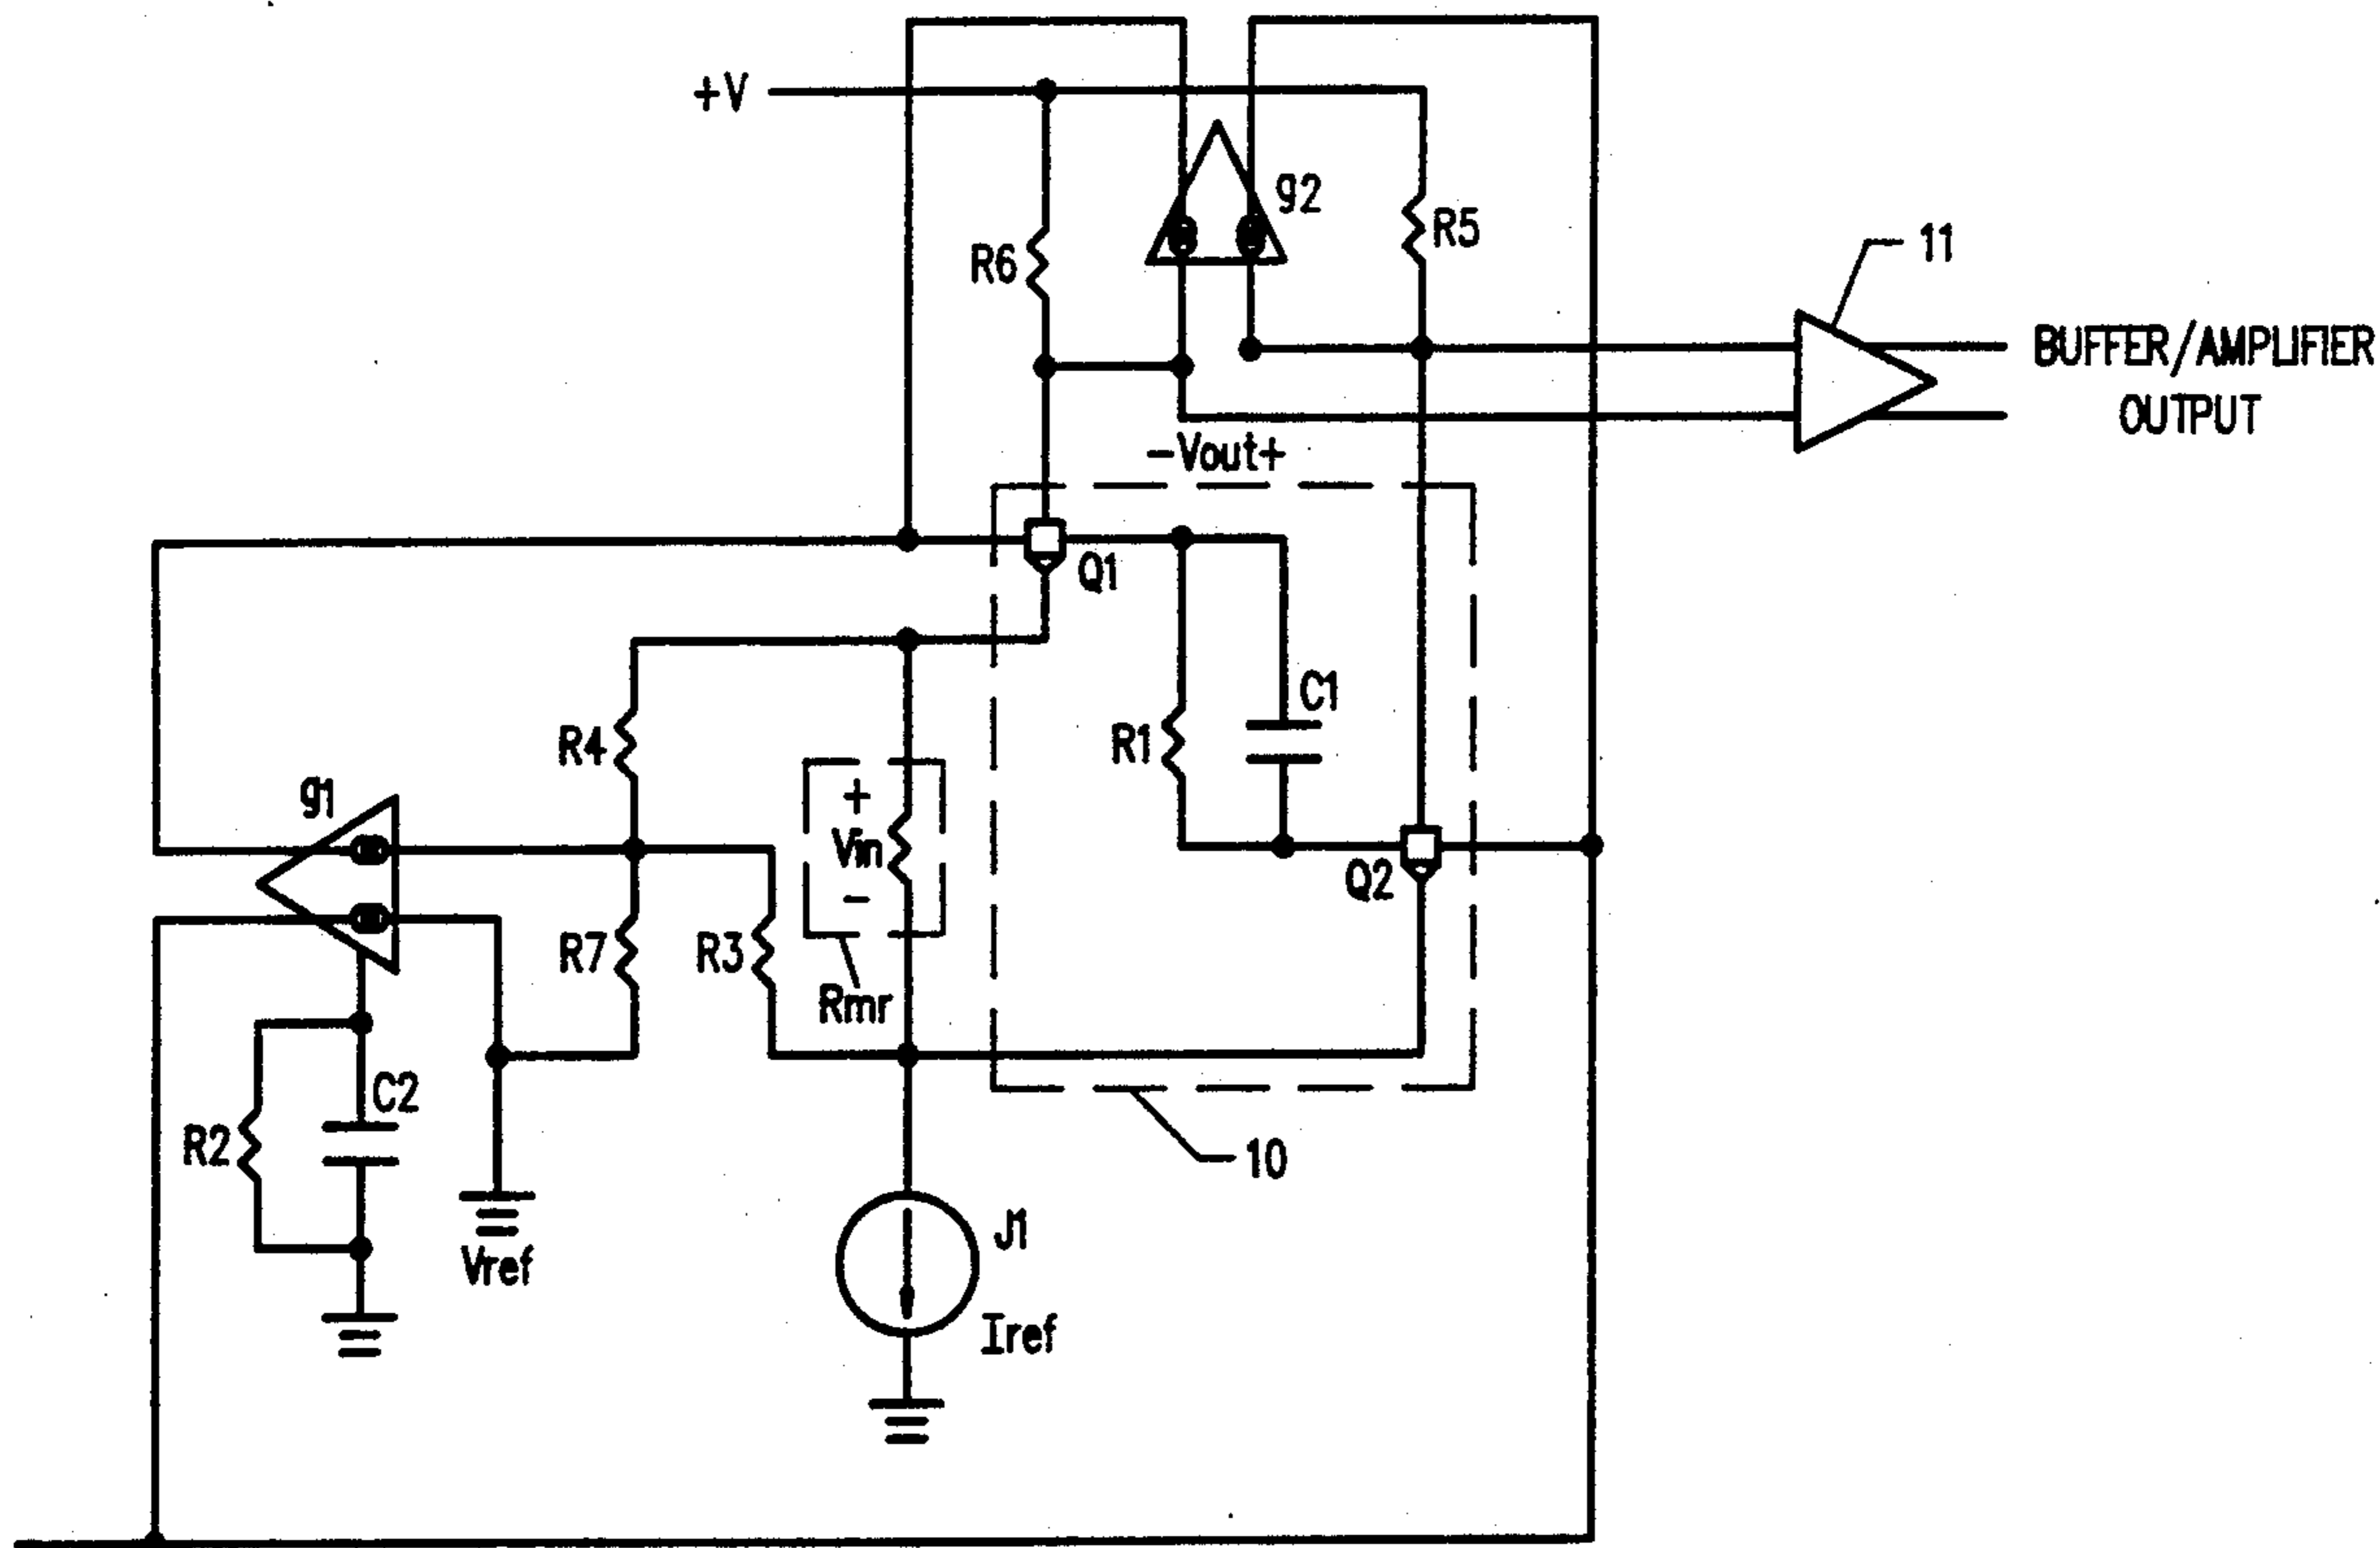 +V
g2
R5
11
R6
BUFFER/AMPLIFIER
OUTPUT
-Vout+
Q1
C1
R4
R1
g1
+
Vin
-
Q2
R7
R3
Rmr
C2
R2
10
J1
Vref
Iref